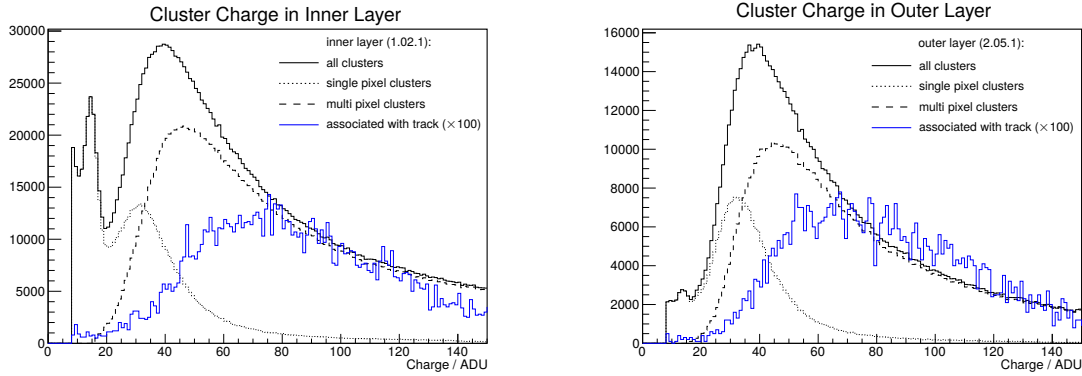 Cluster Charge in Inner Layer
30000
25000
20000
15000
10000
5000
0
0 20 40 60 80 100 120 140
Charge / ADU
inner layer (1.02.1):
all clusters
single pixel clusters
multi pixel clusters
associated with track (×100)
Cluster Charge in Outer Layer
16000
14000
12000
10000
8000
6000
4000
2000
0
0 20 40 60 80 100 120 140
Charge / ADU
outer layer (2.05.1):
all clusters
single pixel clusters
multi pixel clusters
associated with track (×100)